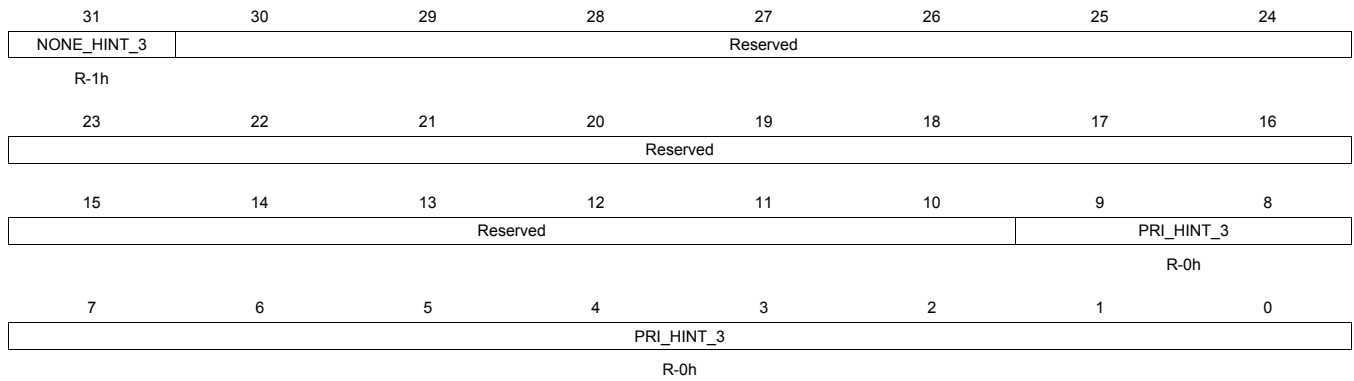 31 30 29 28 27 26 25 24
NONE_HINT_3 Reserved
R-1h
23 22 21 20 19 18 17 16
Reserved
15 14 13 12 11 10 9 8
Reserved PRI_HINT_3
R-0h
7 6 5 4 3 2 1 0
PRI_HINT_3
R-0h